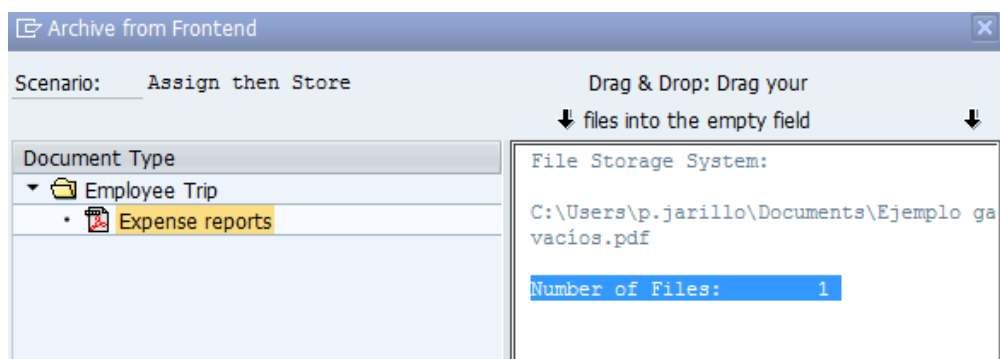 Archive from Frontend
Scenario: Assign then Store
Drag & Drop: Drag your
files into the empty field
Document Type
Employee Trip
Expense reports
File Storage System:
C:\Users\p.jarillo\Documents\Ejemplo ga
vacíos.pdf
Number of Files: 1